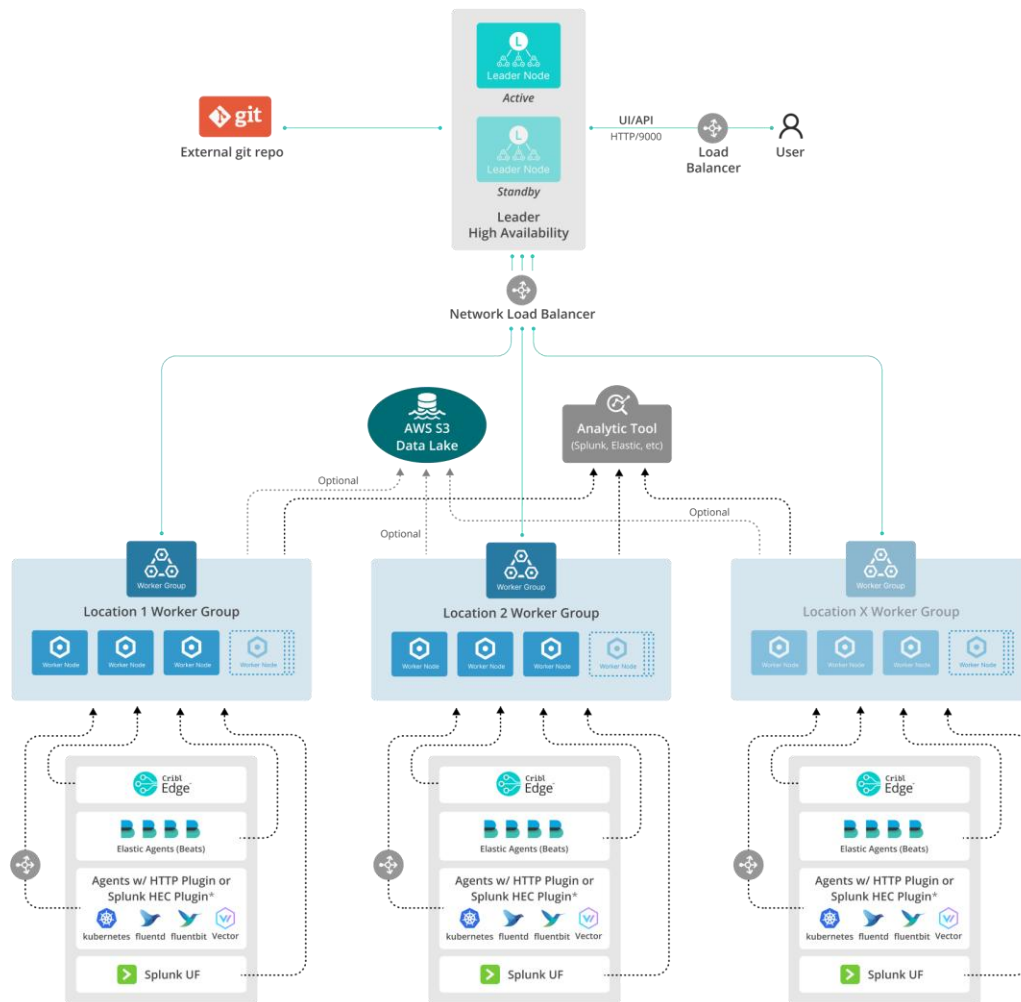 L
Leader Node
Active
git
External git repo
UI/API
HTTP/9000
Load
Balancer
User
L
Leader Node
Standby
Leader
High Availability
Network Load Balancer
AWS S3
Data Lake
Analytic Tool
(Splunk, Elastic, etc)
Optional
Optional
Optional
Worker Group
Location 1 Worker Group
Worker Node
Worker Node
Worker Node
Worker Node
Worker Group
Location 2 Worker Group
Worker Node
Worker Node
Worker Node
Worker Node
Worker Group
Location X Worker Group
Worker Node
Worker Node
Worker Node
Worker Node
Cribl
Edge
Elastic Agents (Beats)
Agents w/ HTTP Plugin or
Splunk HEC Plugin*
kubernetes fluentd fluentbit Vector
Splunk UF
Cribl
Edge
Elastic Agents (Beats)
Agents w/ HTTP Plugin or
Splunk HEC Plugin*
kubernetes fluentd fluentbit Vector
Splunk UF
Cribl
Edge
Elastic Agents (Beats)
Agents w/ HTTP Plugin or
Splunk HEC Plugin*
kubernetes fluentd fluentbit Vector
Splunk UF